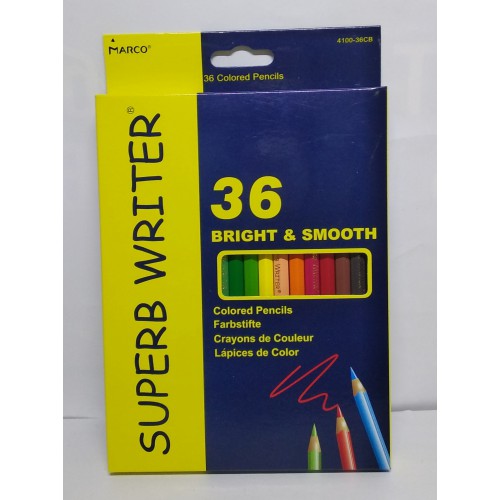 MARCO®
4100-36CB
36 Colored Pencils
SUPERB WRITER®
36
BRIGHT & SMOOTH
WRITER®
Colored Pencils
Farbstifte
Crayons de Couleur
Lápices de Color